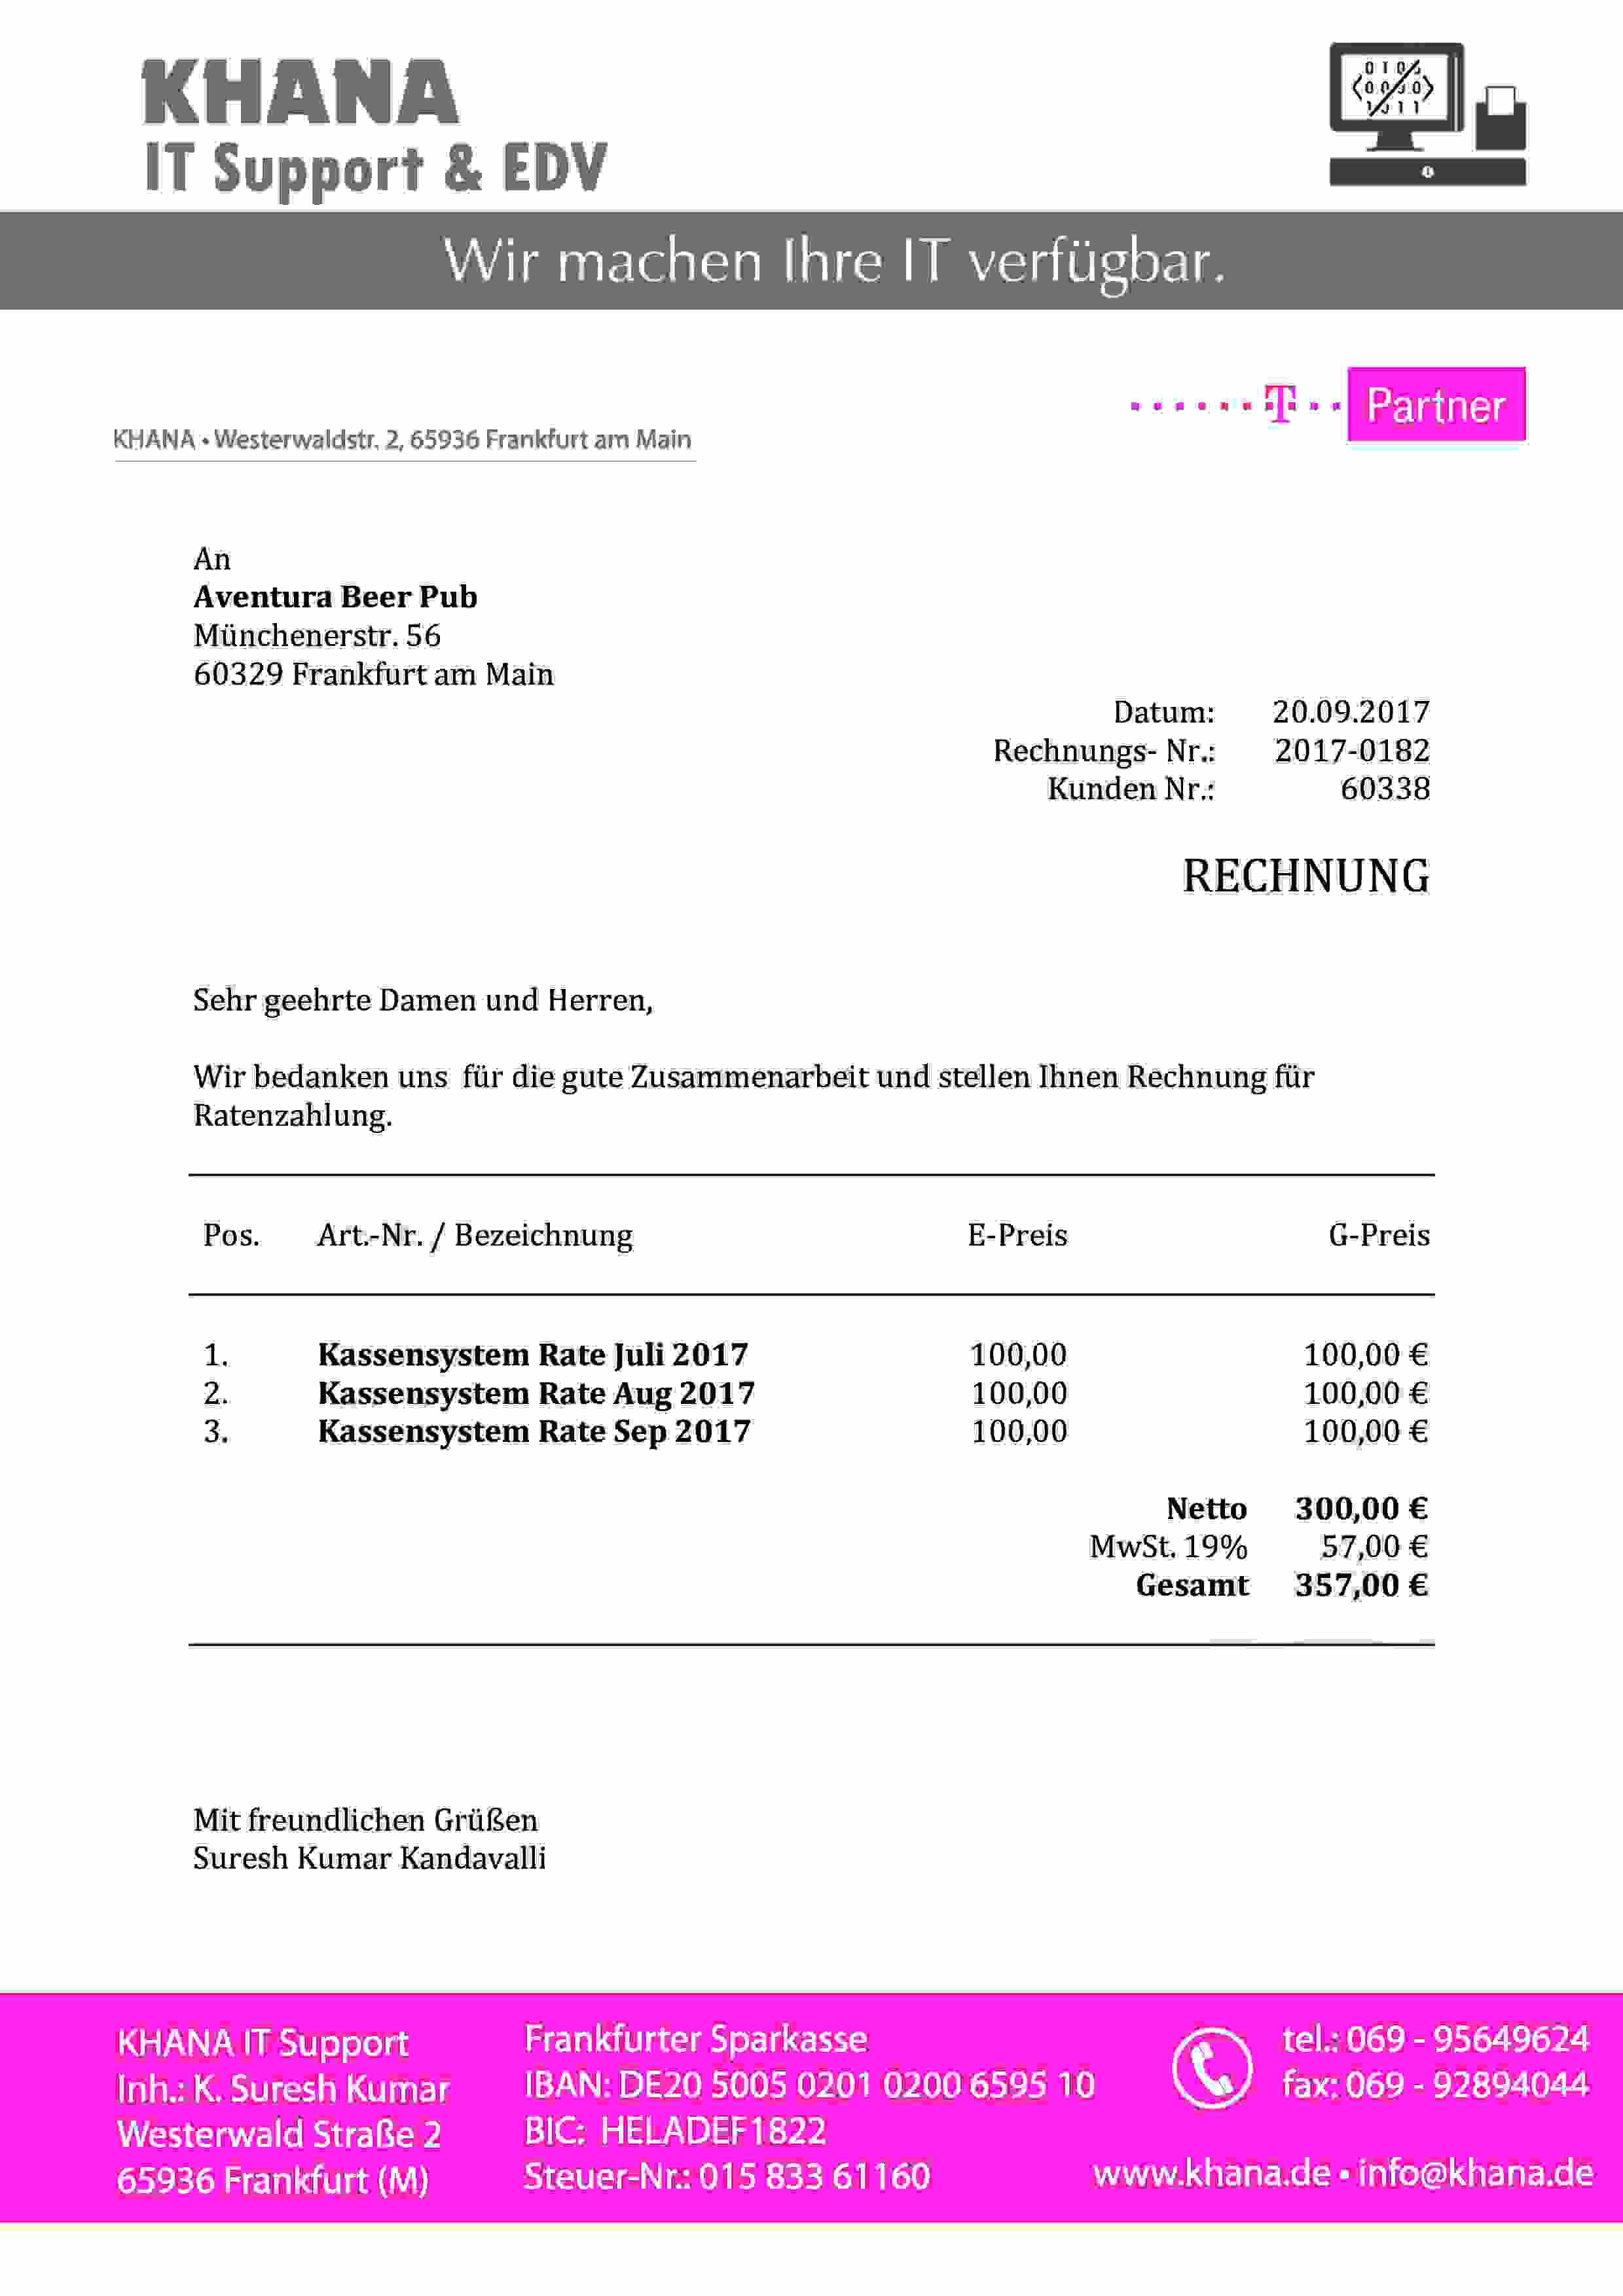 KHANA
IT Support & EDV
Wir machen Ihre IT verfügbar.
T Partner
KHANA • Westerwaldstr. 2, 65936 Frankfurt am Main
An
Aventura Beer Pub
Münchenerstr. 56
60329 Frankfurt am Main
Datum: 20.09.2017
Rechnungs- Nr.: 2017-0182
Kunden Nr.: 60338
RECHNUNG
Sehr geehrte Damen und Herren,
Wir bedanken uns für die gute Zusammenarbeit und stellen Ihnen Rechnung für
Ratenzahlung.
Pos. Art.-Nr. / Bezeichnung E-Preis G-Preis
1. Kassensystem Rate Juli 2017 100,00 100,00 €
2. Kassensystem Rate Aug 2017 100,00 100,00 €
3. Kassensystem Rate Sep 2017 100,00 100,00 €
Netto 300,00 €
MwSt. 19% 57,00 €
Gesamt 357,00 €
Mit freundlichen Grüßen
Suresh Kumar Kandavalli
KHANA IT Support
Inh.: K. Suresh Kumar
Westerwald Straße 2
65936 Frankfurt (M)
Frankfurter Sparkasse
IBAN: DE20 5005 0201 0200 6595 10
BIC: HELADEF1822
Steuer-Nr.: 015 833 61160
tel.: 069 - 95649624
fax: 069 - 92894044
www.khana.de • info@khana.de